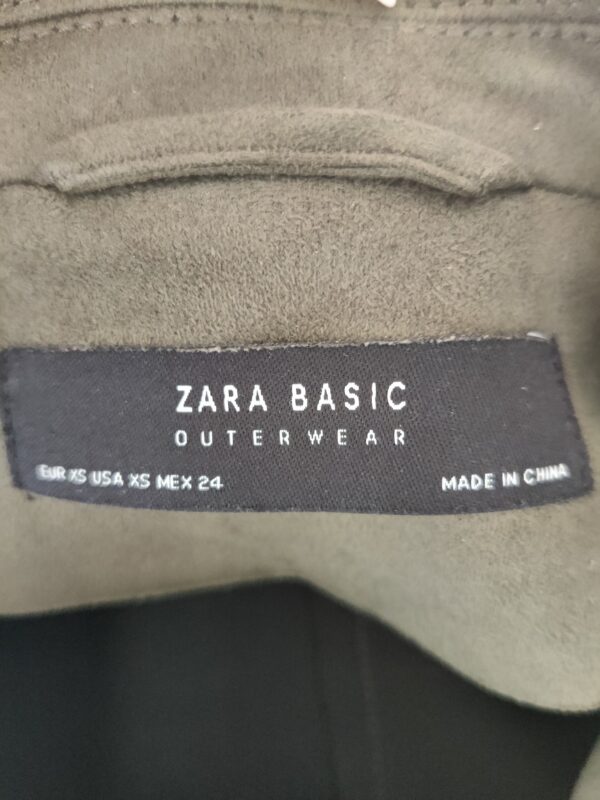 ZARA BASIC
OUTERWEAR
EUR XS USA XS MEX 24
MADE IN CHINA